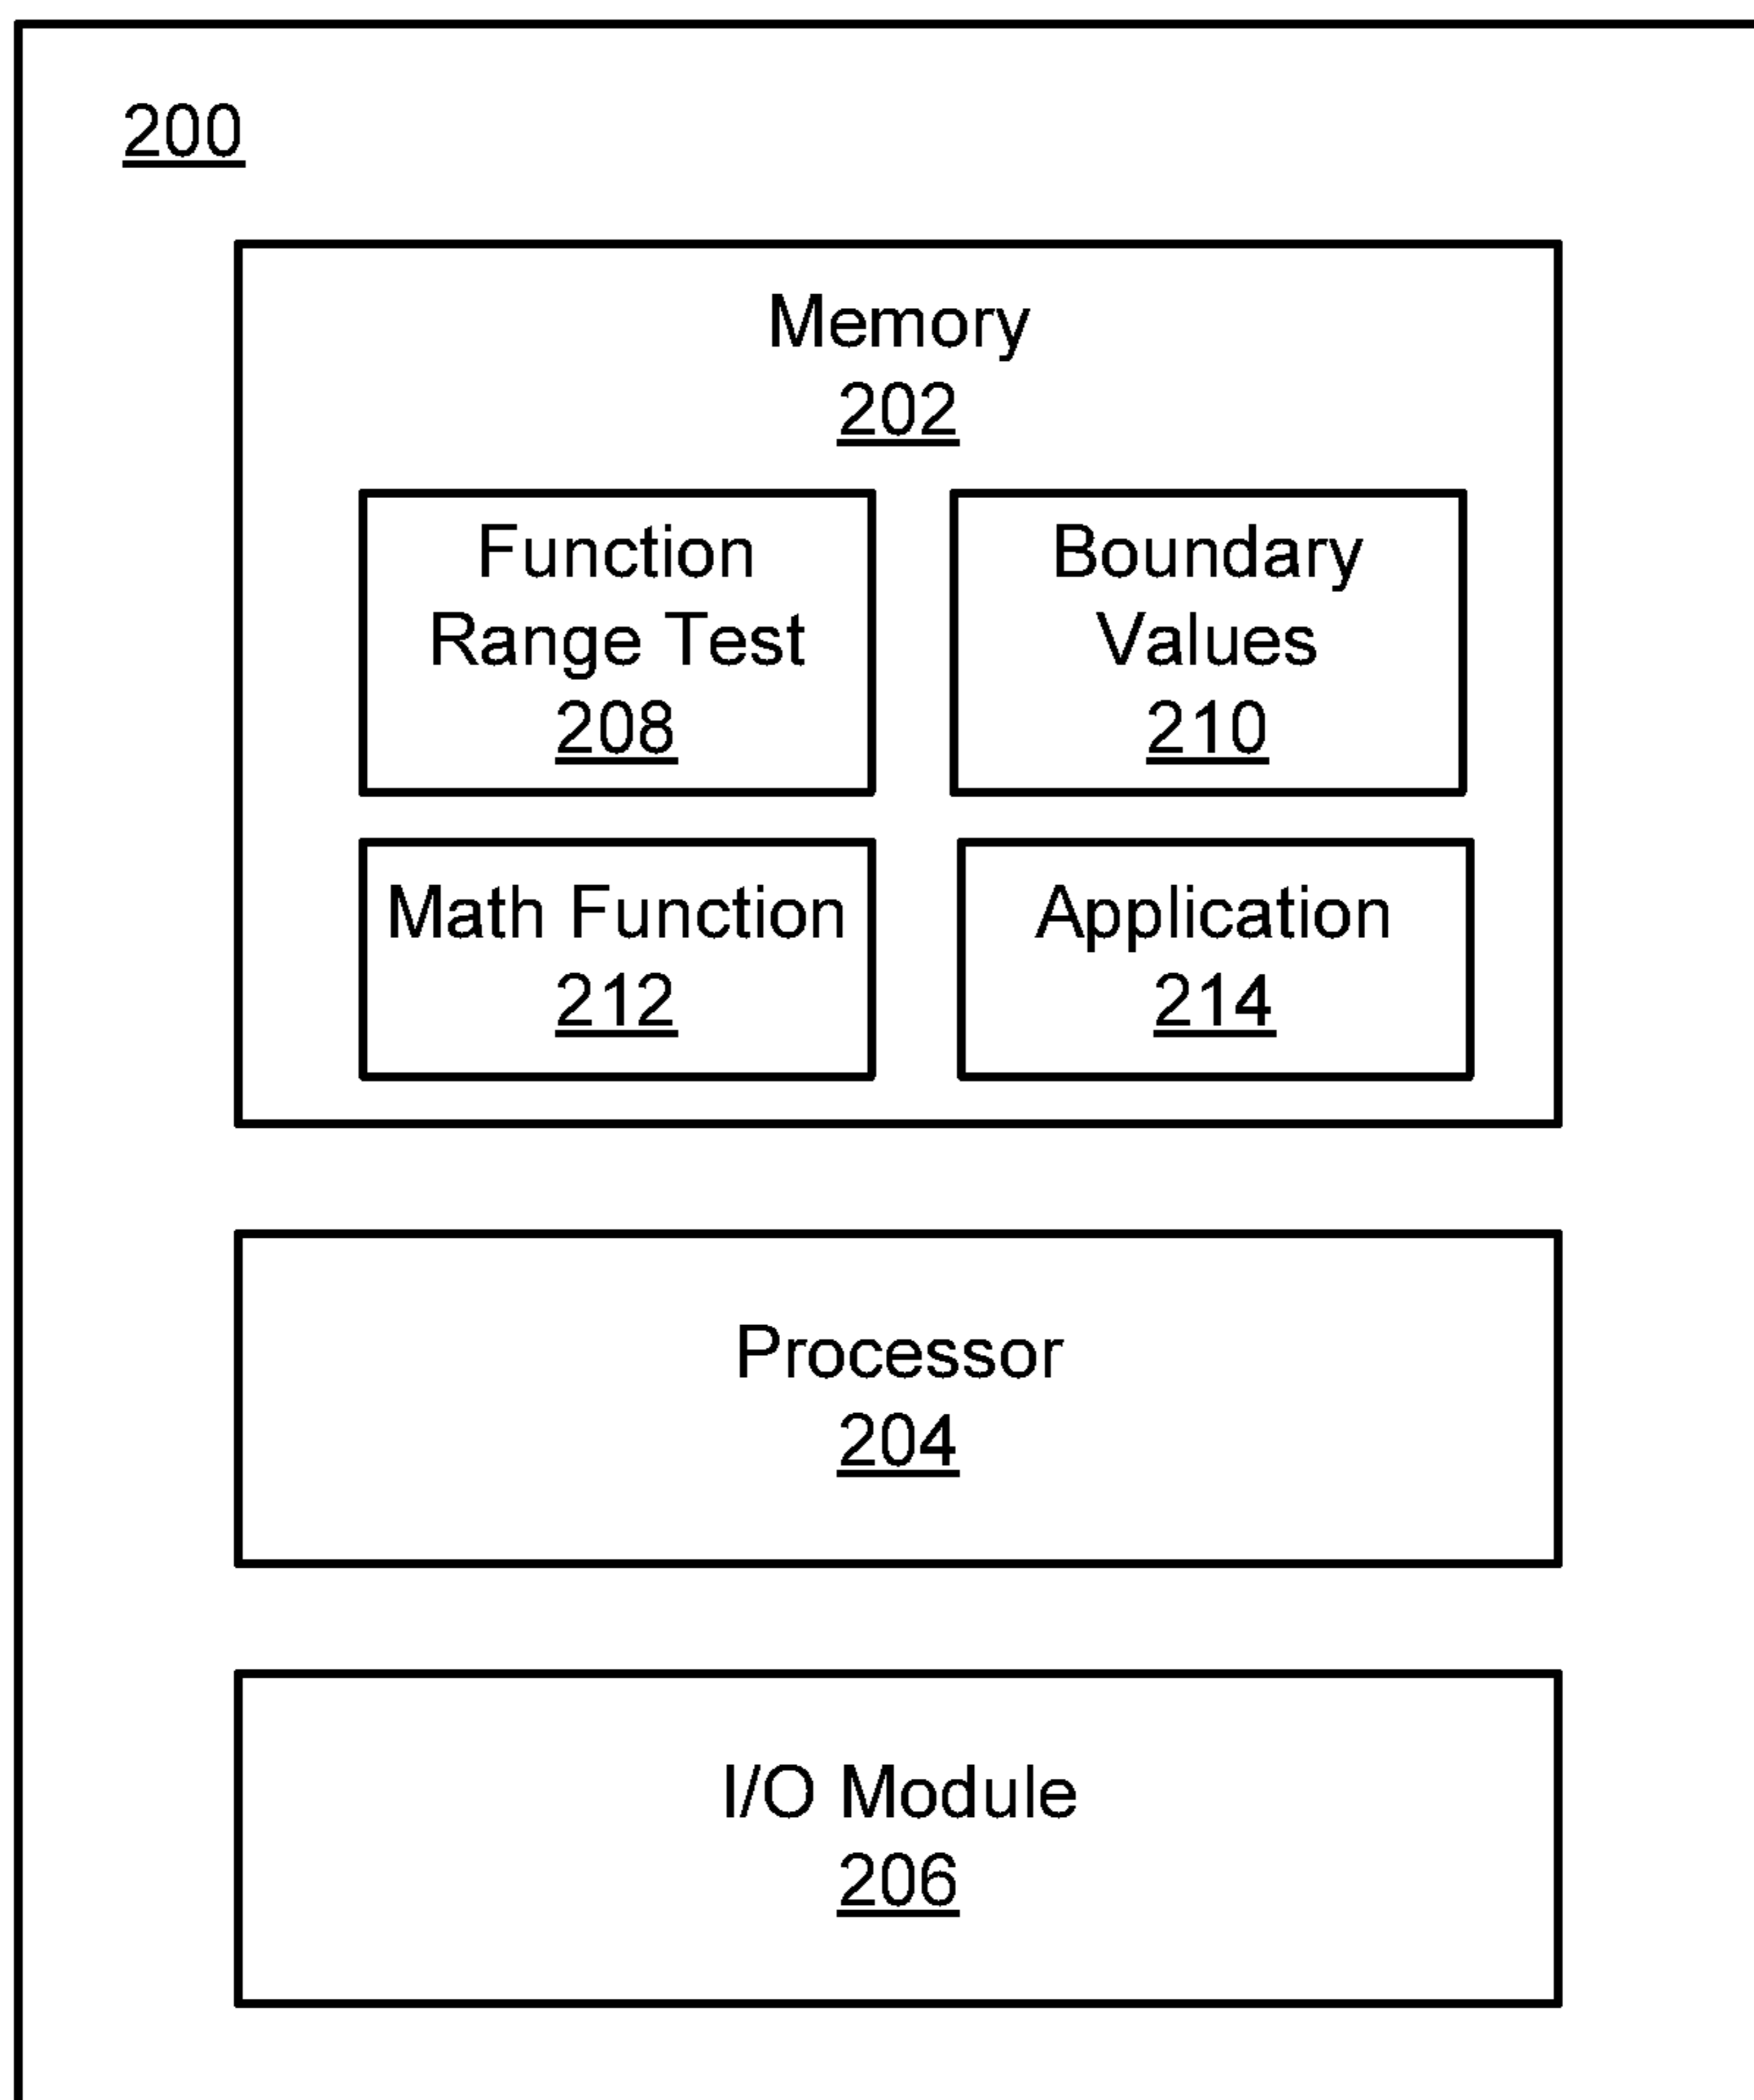 200
Memory
202
Function
Range Test
208
Boundary
Values
210
Math Function
212
Application
214
Processor
204
I/O Module
206